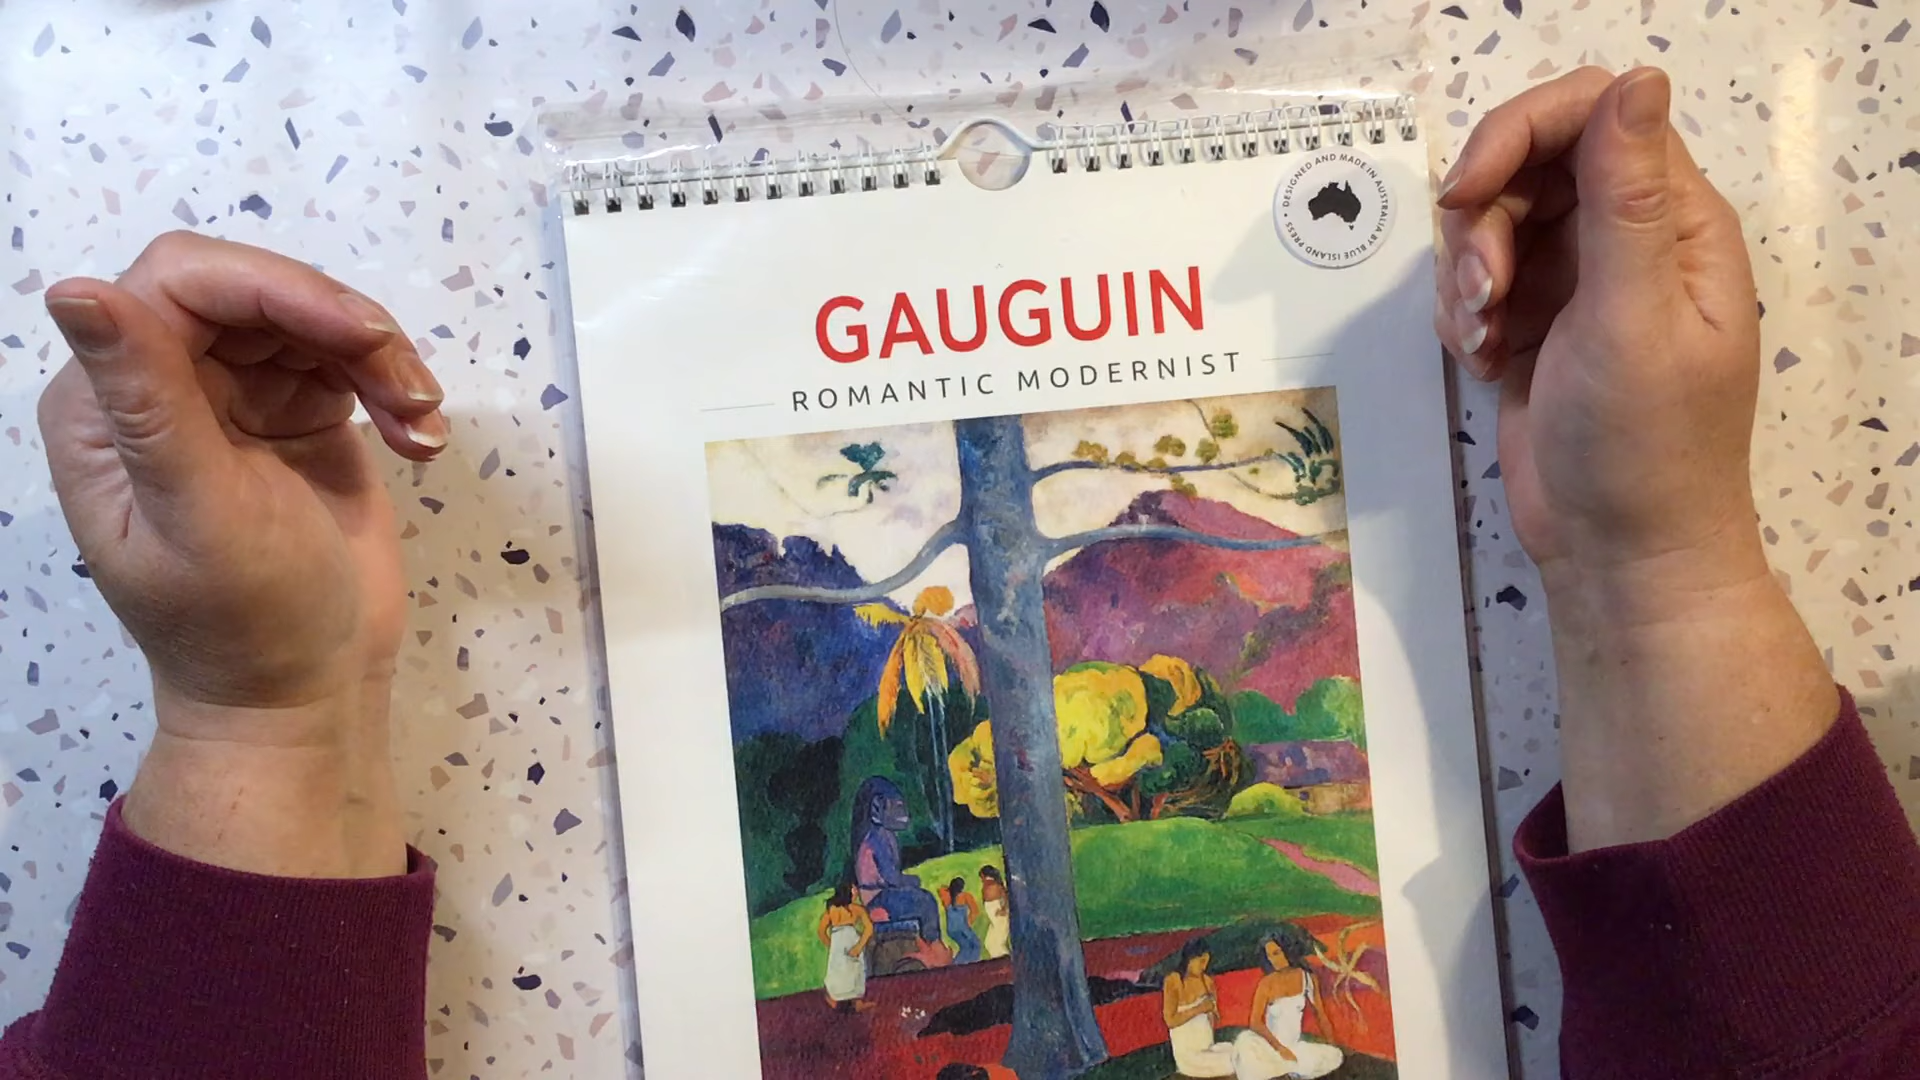 • DESIGNED AND MADE IN AUSTRALIA BY BLUE ISLAND PRESS
GAUGUIN
ROMANTIC MODERNIST